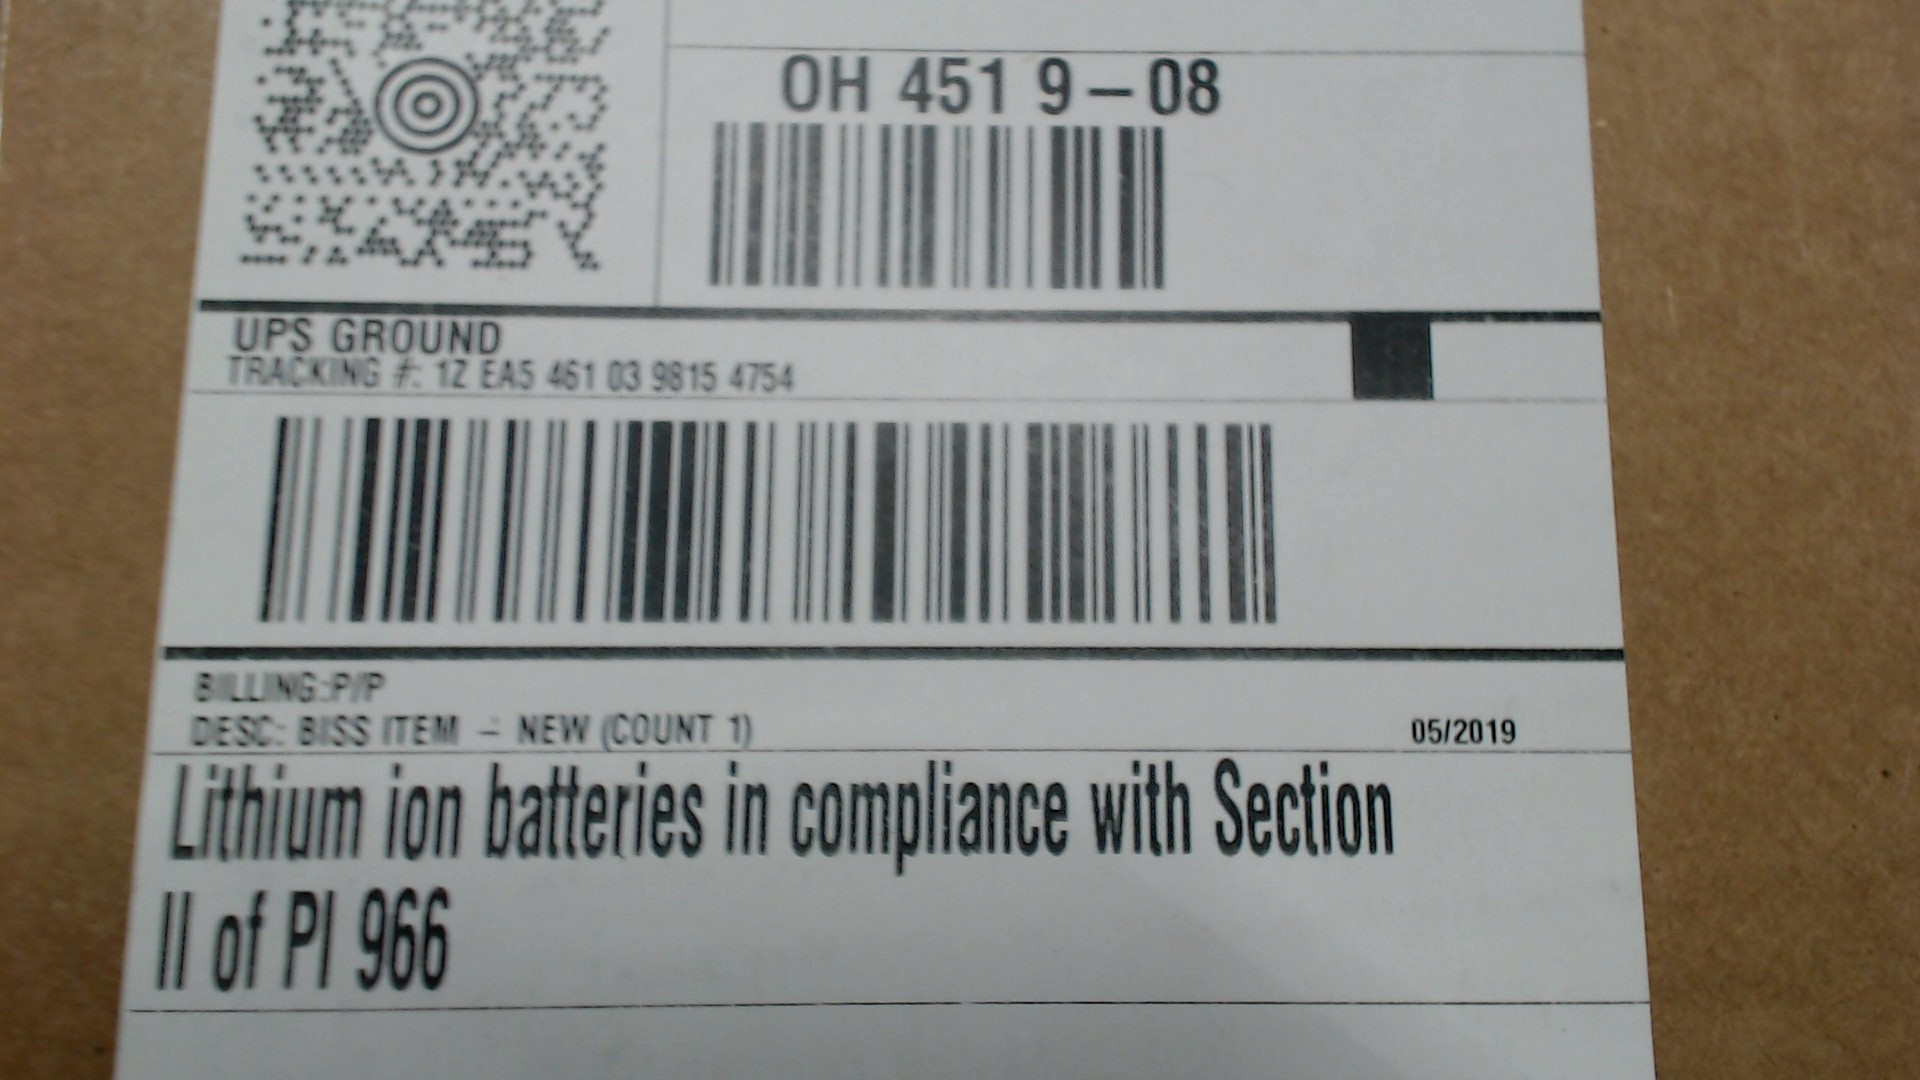 OH 451 9-08
UPS GROUND
TRACKING #: 1Z EA5 461 03 9815 4754
BILLING:P/P
DESC: BISS ITEM - NEW (COUNT 1)
05/2019
Lithium ion batteries in compliance with Section
II of PI 966